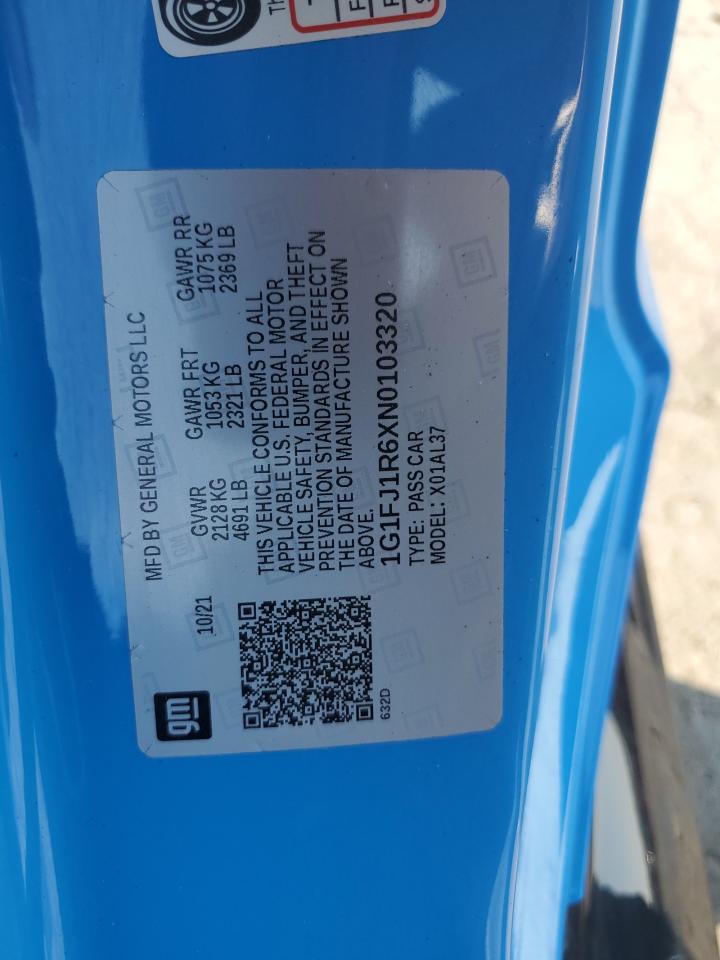 gm
MFD BY GENERAL MOTORS LLC
10/21
GVWR GAWR FRT GAWR RR
2128 KG 1053 KG 1075 KG
4691 LB 2321 LB 2369 LB
THIS VEHICLE CONFORMS TO ALL
APPLICABLE U.S. FEDERAL MOTOR
VEHICLE SAFETY, BUMPER, AND THEFT
PREVENTION STANDARDS IN EFFECT ON
THE DATE OF MANUFACTURE SHOWN
ABOVE.
1G1FJ1R6XN0103320
TYPE: PASS CAR
MODEL: X01AL37
632D